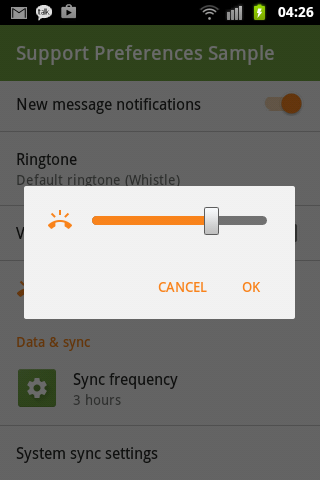 talk
04:26
Support Preferences Sample
New message notifications
Ringtone
Default ringtone (Whistle)
CANCEL OK
Data & sync
Sync frequency
3 hours
System sync settings